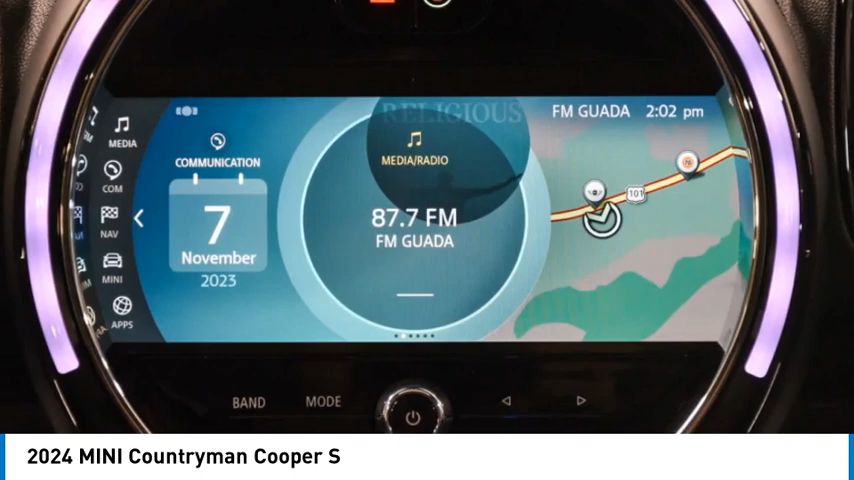 RELIGIOUS
FM GUADA 2:02 pm
MEDIA
COMMUNICATION
MEDIA/RADIO
COM
101
7
November
2023
87.7 FM
FM GUADA
NAV
MINI
APPS
BAND MODE
2024 MINI Countryman Cooper S